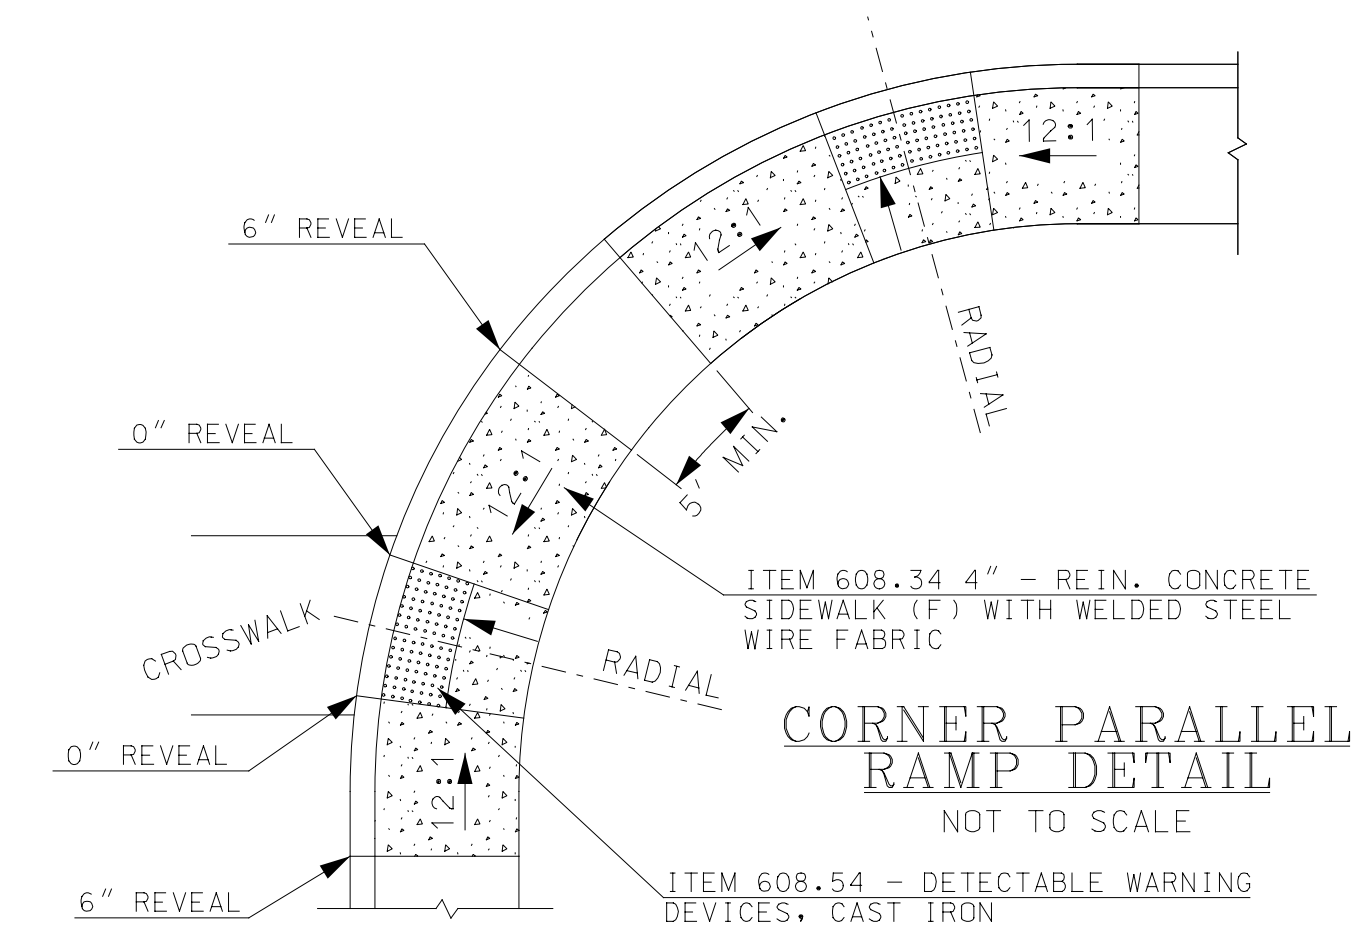 12:1
6" REVEAL
12:1
RADIAL
0" REVEAL
5' MIN.
12:1
ITEM 608.34 4" - REIN. CONCRETE
SIDEWALK (F) WITH WELDED STEEL
WIRE FABRIC
CROSSWALK
RADIAL
CORNER PARALLEL
RAMP DETAIL
NOT TO SCALE
0" REVEAL
12:1
6" REVEAL
ITEM 608.54 - DETECTABLE WARNING
DEVICES, CAST IRON